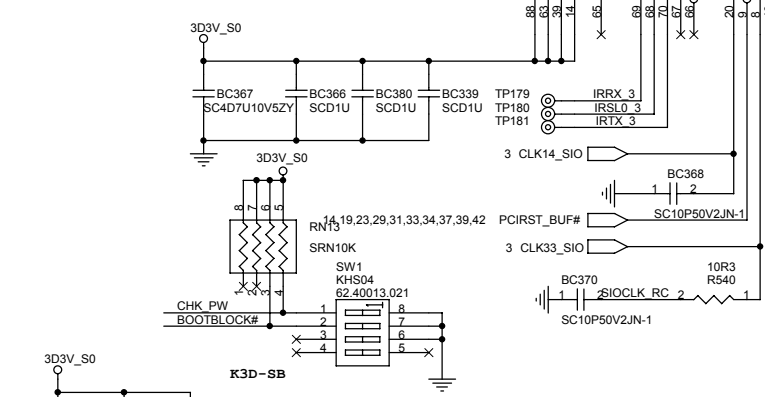 88
63
39
14
65
69
68
70
67
66
20
9
8
3D3V_S0
BC367
SC4D7U10V5ZY
BC366
SCD1U
BC380
SCD1U
BC339
SCD1U
TP179
TP180
TP181
IRRX_3
IRSL0_3
IRTX_3
3 CLK14_SIO
3D3V_S0
BC368
1 2
SC10P50V2JN-1
8
7
6
5
14,19,23,29,31,33,34,37,39,42 PCIRST_BUF#
RN13
SRN10K
3 CLK33_SIO
1
2
3
4
SW1
KHS04
62.40013.021
BC370
1 2
SIOCLK_RC
10R3
R540
2 1
SC10P50V2JN-1
CHK_PW
BOOTBLOCK#
1 8
2 7
3 6
4 5
K3D-SB
3D3V_S0